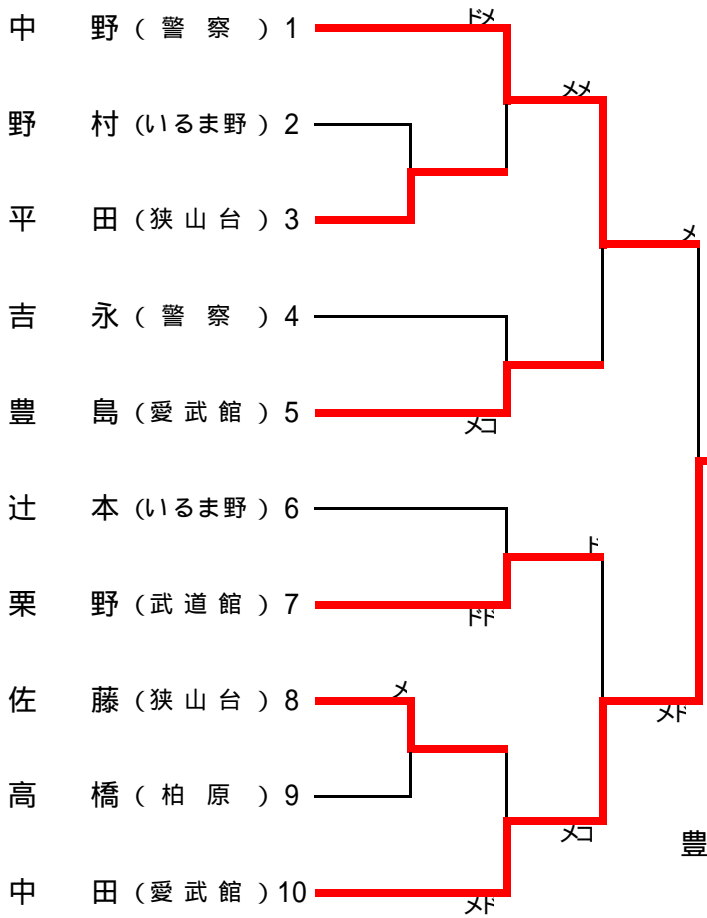 中 野 ( 警 察 ) 1
ドメ
メメ
野 村 (いるま野 ) 2
平 田 ( 狭 山 台 ) 3
メ
吉 永 ( 警 察 ) 4
豊 島 ( 愛 武 館 ) 5
メコ
辻 本 (いるま野 ) 6
ド
栗 野 ( 武 道 館 ) 7
ドド
佐 藤 ( 狭 山 台 ) 8
メ
メド
高 橋 ( 柏 原 ) 9
メコ
豊
中 田 ( 愛 武 館 ) 10
メド